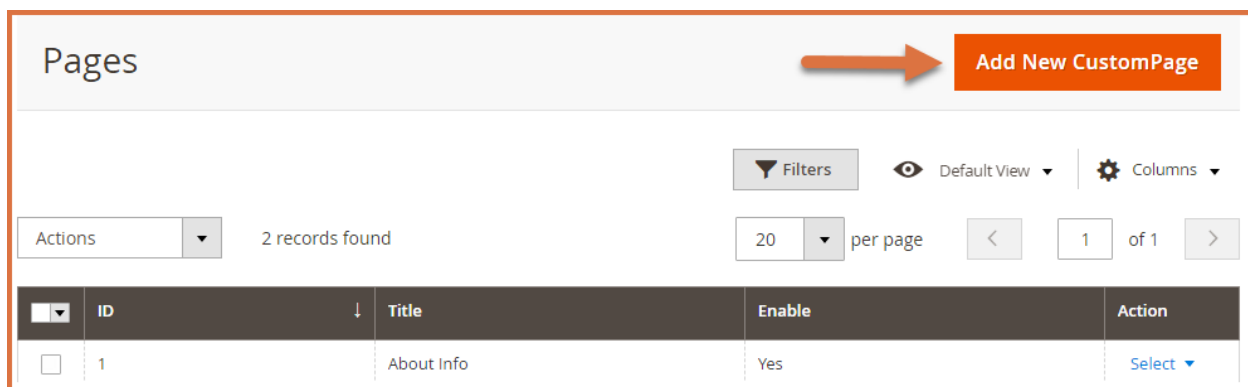 Pages
Add New CustomPage
Filters
Default View
Columns
Actions
2 records found
20
per page
1
of 1
ID
Title
Enable
Action
1
About Info
Yes
Select